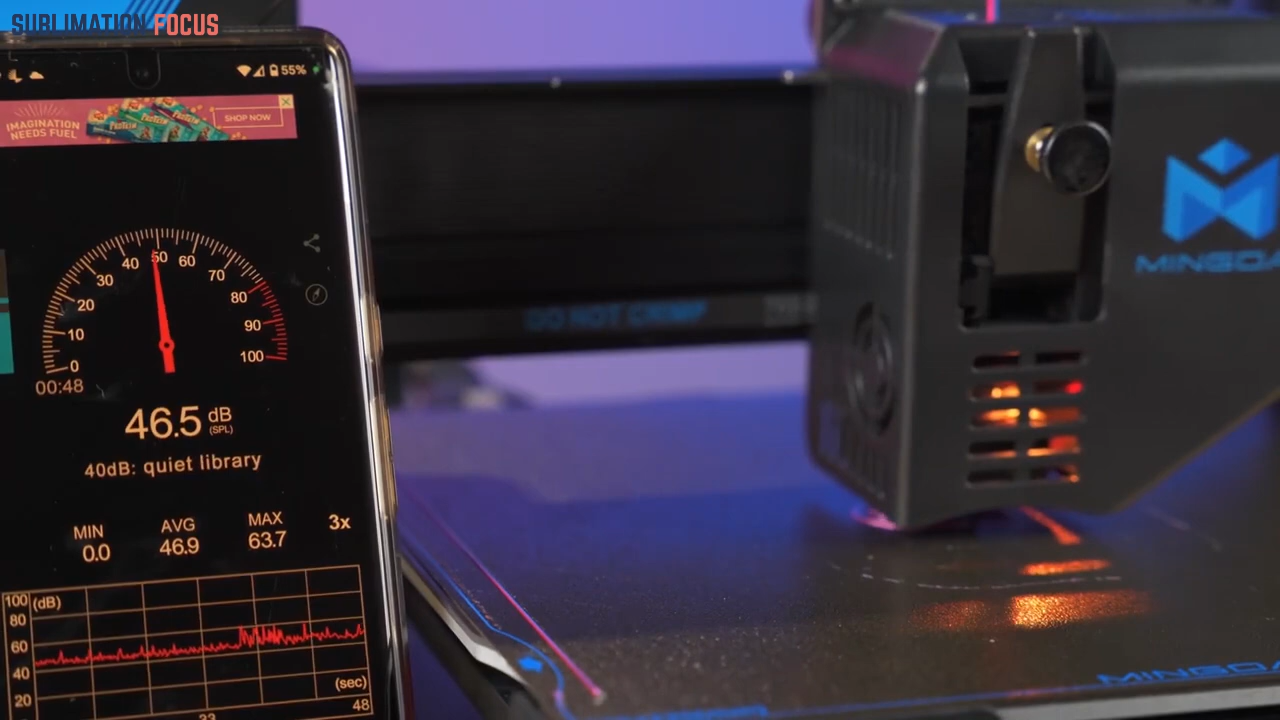 SUBLIMATION FOCUS
55%
IMAGINATION
NEEDS FUEL
PROTEIN
SHOP NOW
0
10
20
30
40
50
60
70
80
90
100
00:48
46.5 dB
(SPL)
40dB: quiet library
MIN
0.0
AVG
46.9
MAX
63.7
3x
100
80
60
40
20
(dB)
(sec)
48
DO NOT CRIMP
MINGDA
MINGDA